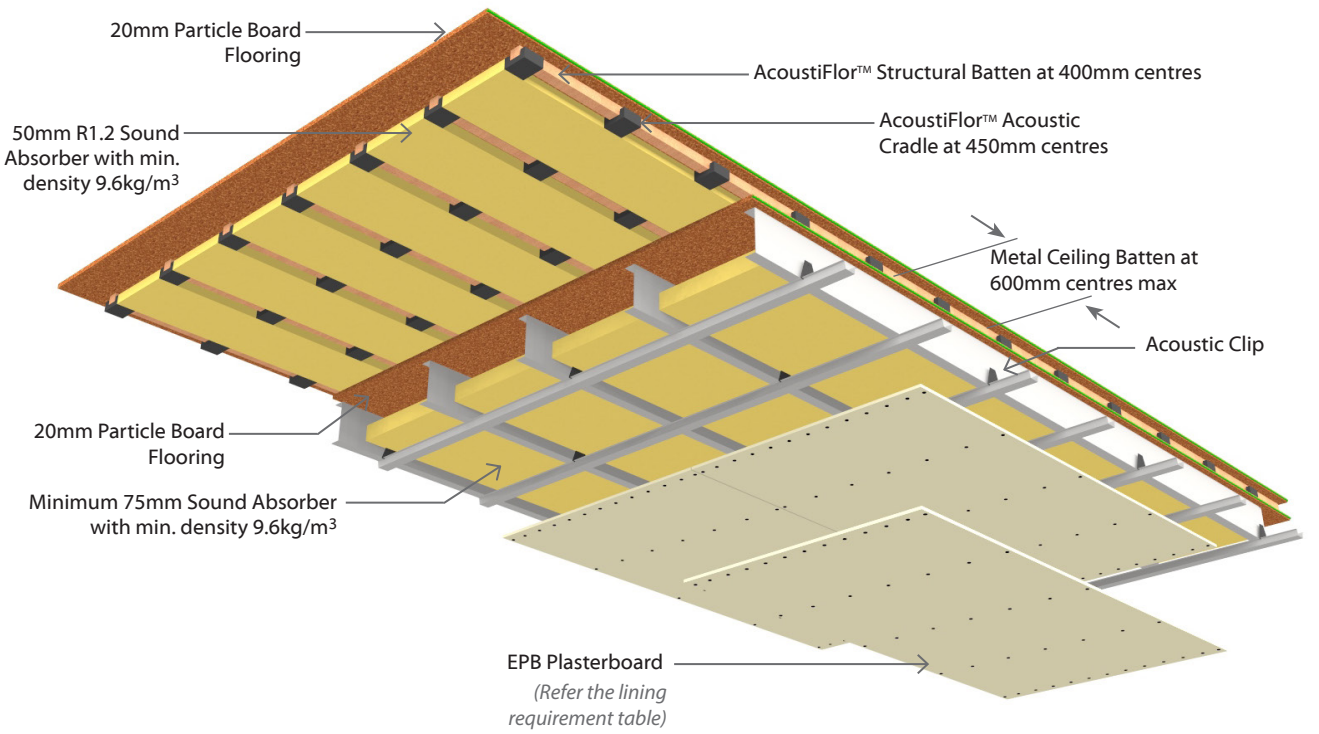 20mm Particle Board
Flooring
AcoustiFlor™ Structural Batten at 400mm centres
50mm R1.2 Sound
Absorber with min.
density 9.6kg/m³
AcoustiFlor™ Acoustic
Cradle at 450mm centres
Metal Ceiling Batten at
600mm centres max
Acoustic Clip
20mm Particle Board
Flooring
Minimum 75mm Sound Absorber
with min. density 9.6kg/m³
EPB Plasterboard
(Refer the lining
requirement table)